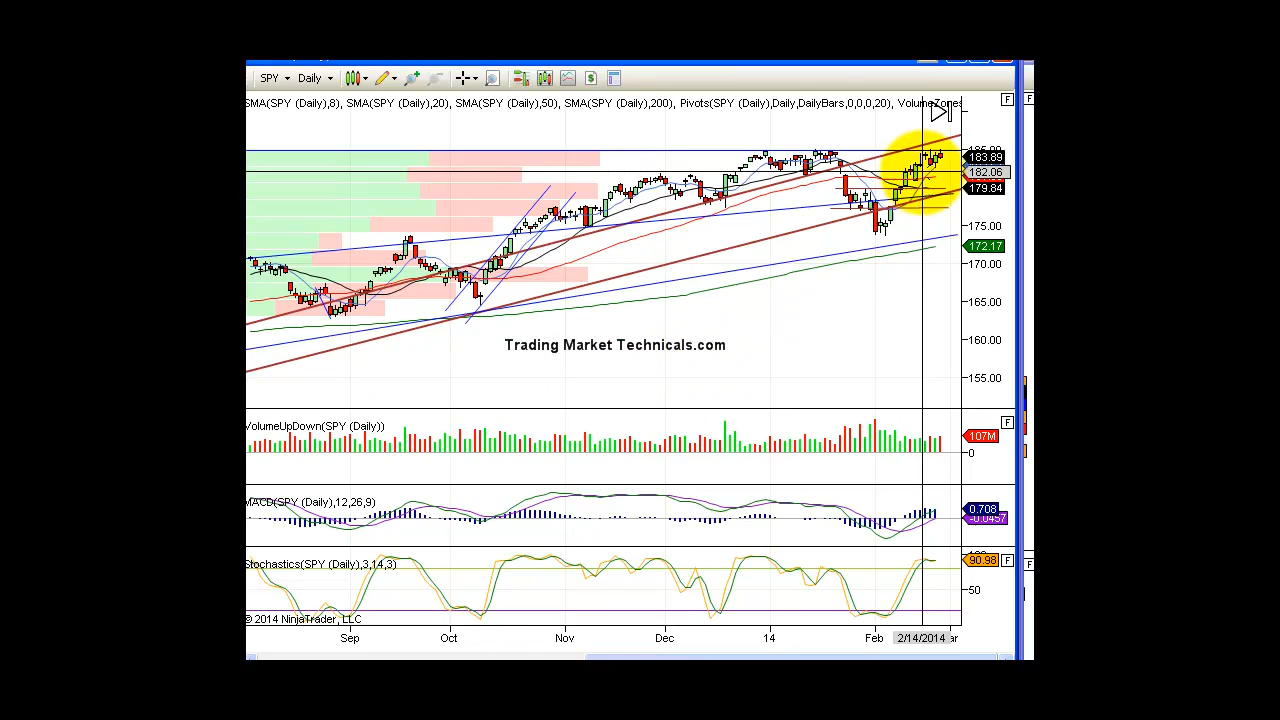 SPY Daily
SMA(SPY (Daily),8), SMA(SPY (Daily),20), SMA(SPY (Daily),50), SMA(SPY (Daily),200), Pivots(SPY (Daily),Daily,DailyBars,0,0,0,20), VolumeZones
F
F
183.89
182.06
179.84
175.00
172.17
170.00
165.00
160.00
155.00
Trading Market Technicals.com
VolumeUpDown(SPY (Daily))
F
107M
0
MACD(SPY (Daily),12,26,9)
0.708
-0.0457
Stochastics(SPY (Daily),3,14,3)
90.98
F
F
50
© 2014 NinjaTrader, LLC
Sep Oct Nov Dec 14 Feb 2/14/2014